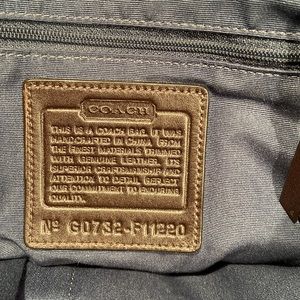 COACH
THIS IS A COACH BAG. IT WAS
HANDCRAFTED IN CHINA FROM
THE FINEST MATERIALS TRIMMED
WITH GENUINE LEATHER. ITS
SUPERIOR CRAFTSMANSHIP AND
ATTENTION TO DETAIL REFLECT
OUR COMMITMENT TO ENDURING
QUALITY.
Nº G0732-F11220